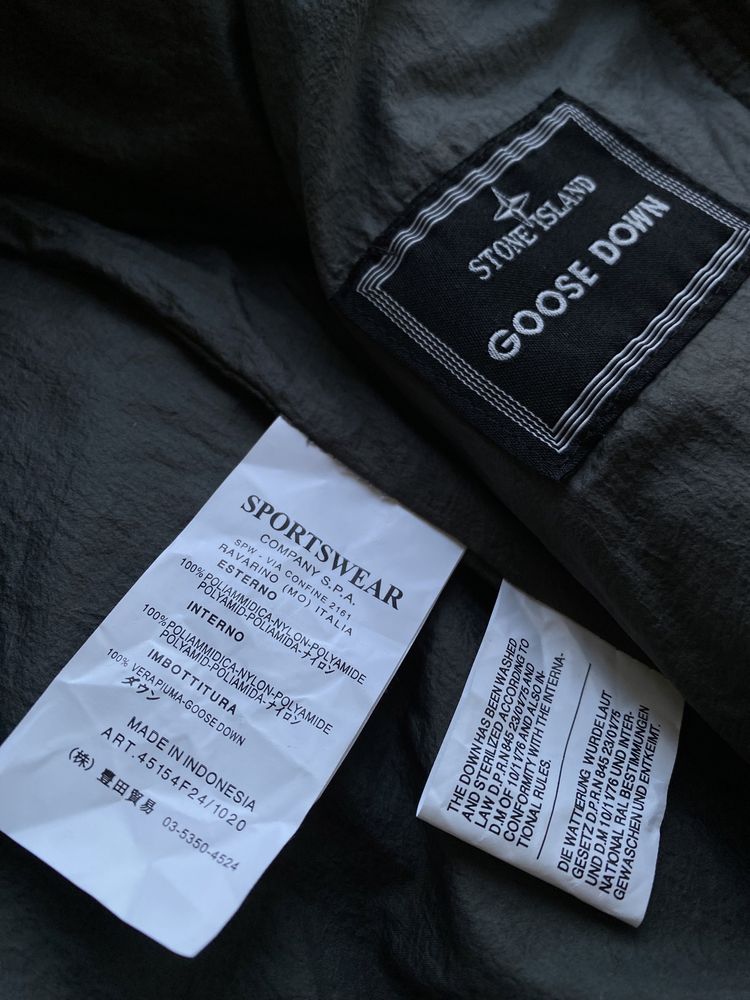 STONE ISLAND
GOOSE DOWN
SPORTSWEAR
COMPANY S.P.A.
SPW - VIA CONFINE 2161
RAVARINO (MO) ITALIA
ESTERNO
100%POLIAMMIDICA-NYLON-POLYAMIDE
POLYAMID-POLIAMIDA-ナイロン
INTERNO
100%POLIAMMIDICA-NYLON-POLYAMIDE
POLYAMID-POLIAMIDA-ナイロン
IMBOTTITURA
100% VERA PIUMA-GOOSE DOWN
ダウン
MADE IN INDONESIA
ART. 45154F24/1020
(株) 豊田貿易 03-5350-4524
THE DOWN HAS BEEN WASHED
AND STERILIZED ACCORDING TO
LAW D.P.R.N 845 23/01/75 AND
D.M OF 10/11/76 AND ALSO IN
CONFORMITY WITH THE INTERNA-
TIONAL RULES.
DIE WATTIERUNG WURDE LAUT
GESETZ D.P.R.N 845 23/01/75
UND D.M 10/11/76 UND INTER-
NATIONAL RAL BESTIMMUNGEN
GEWASCHEN UND ENTKEIMT.